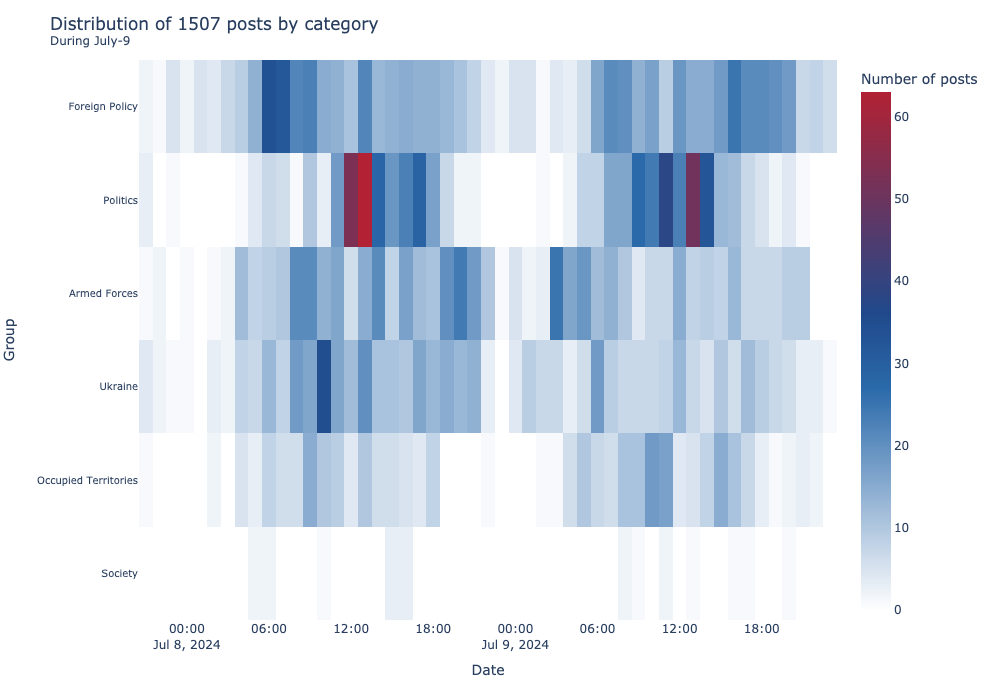 Distribution of 1507 posts by category
During July-9
Number of posts
Foreign Policy
Politics
Armed Forces
Ukraine
Occupied Territories
Society
Group
60
50
40
30
20
10
0
00:00 06:00 12:00 18:00 00:00 06:00 12:00 18:00
Jul 8, 2024 Jul 9, 2024
Date